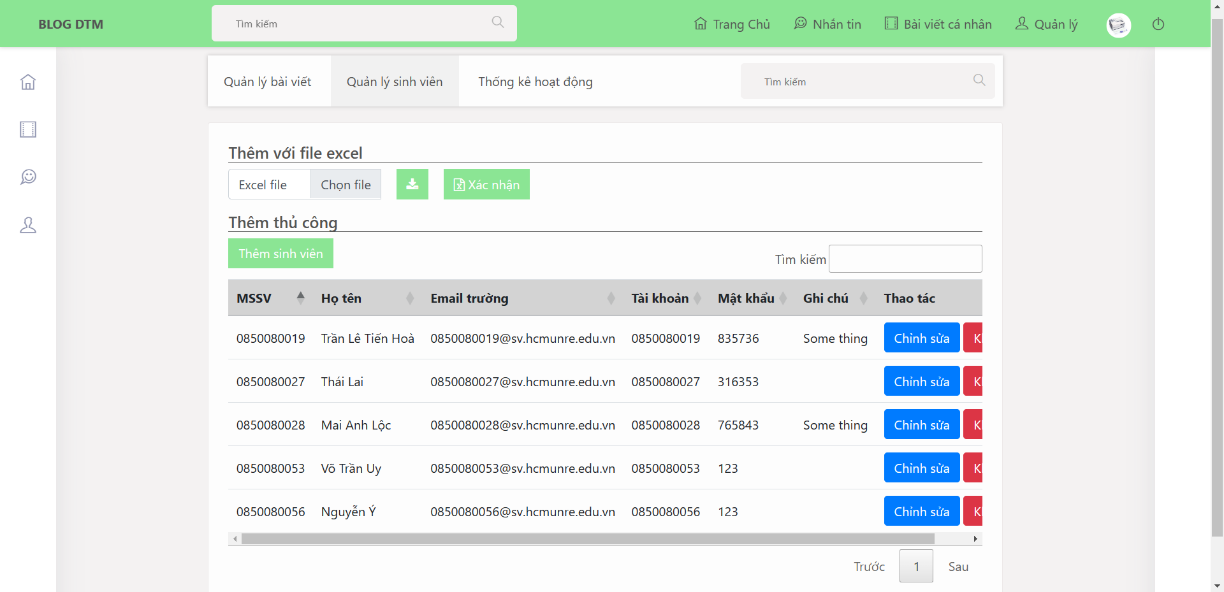 BLOG DTM Tìm kiếm Trang Chủ Nhắn tin Bài viết cá nhân Quản lý
Quản lý bài viết Quản lý sinh viên Thống kê hoạt động Tìm kiếm
Thêm với file excel
Excel file Chọn file Xác nhận
Thêm thủ công
Thêm sinh viên
Tìm kiếm
MSSV Họ tên Email trường Tài khoản Mật khẩu Ghi chú Thao tác
0850080019 Trần Lê Tiến Hoà 0850080019@sv.hcmunre.edu.vn 0850080019 835736 Some thing Chỉnh sửa K
0850080027 Thái Lai 0850080027@sv.hcmunre.edu.vn 0850080027 316353 Chỉnh sửa K
0850080028 Mai Anh Lộc 0850080028@sv.hcmunre.edu.vn 0850080028 765843 Some thing Chỉnh sửa K
0850080053 Võ Trần Uy 0850080053@sv.hcmunre.edu.vn 0850080053 123 Chỉnh sửa K
0850080056 Nguyễn Ý 0850080056@sv.hcmunre.edu.vn 0850080056 123 Chỉnh sửa K
Trước 1 Sau